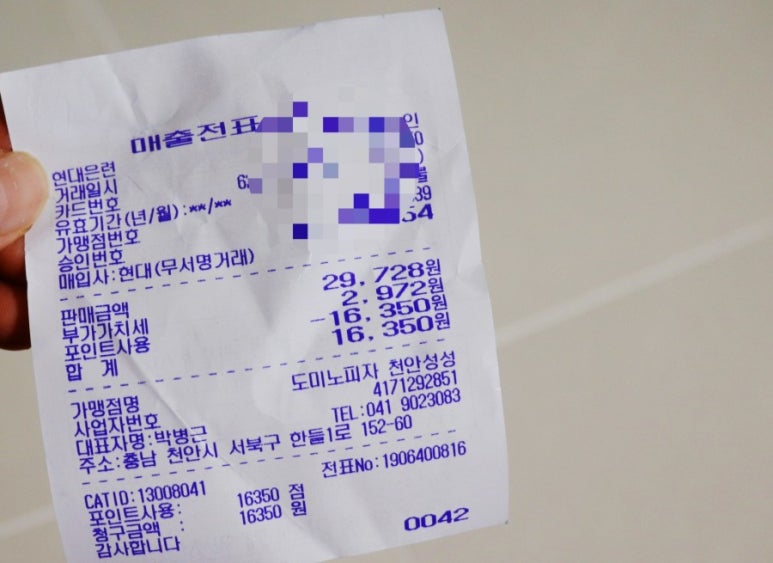 매출전표
인
현대은련
거래일시
카드번호
유효기간(년/월):**/**
39
가맹점번호
54
승인번호
매입사:현대(무서명거래)
판매금액 29,728원
부가가치세 2,972원
포인트사용 -16,350원
합 계 16,350원
가맹점명 도미노피자 천안성성
사업자번호 4171292851
대표자명:박병근 TEL:041 9023083
주소:충남 천안시 서북구 한들1로 152-60
전표No:1906400816
CATID:13008041
포인트사용: 16350 점
청구금액 : 16350 원
감사합니다
0042